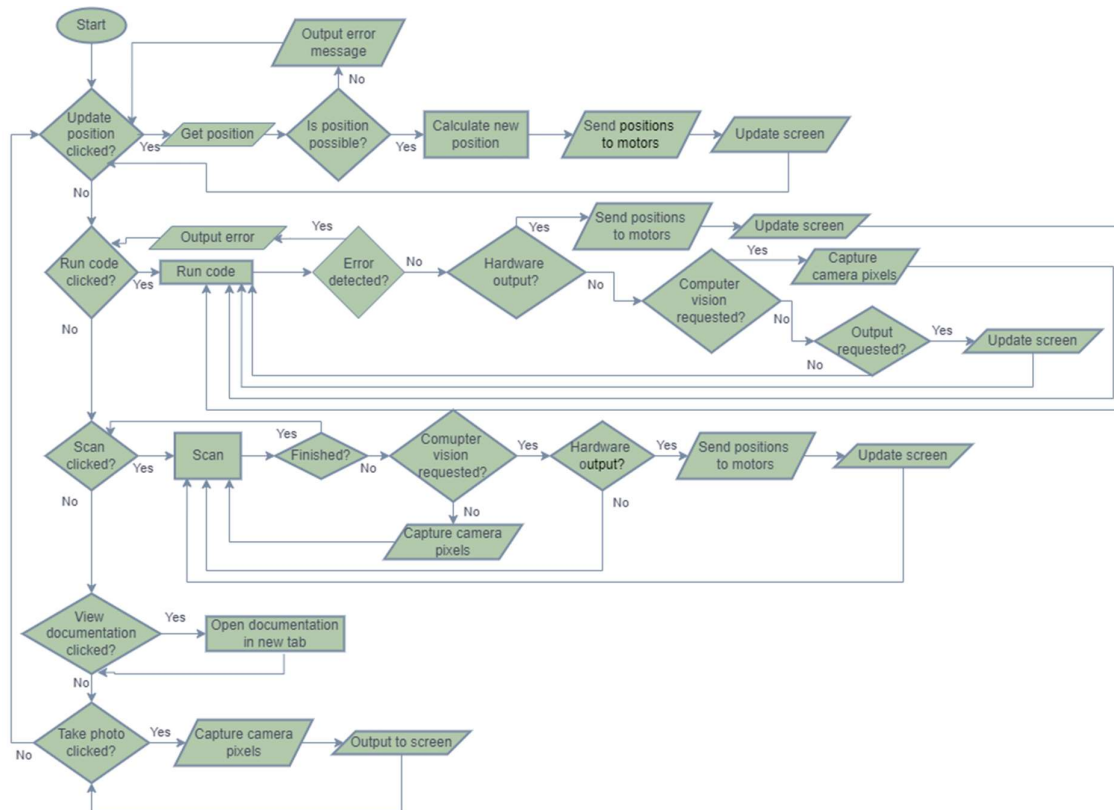 Start
Output error
message
No
Update
position
clicked?
Yes
Get position
Is position
possible?
Yes
Calculate new
position
Send positions
to motors
Update screen
No
Output error
Yes
Run clicked?
code
Yes
Run code
Error
detected?
No
Hardware
output?
Yes
Send positions
to motors
Update screen
No
Computer
vision
requested?
Yes
Capture
camera pixels
No
Output
requested?
Yes
Update screen
No
No
Scan
clicked?
Yes
Scan
Yes
Finished?
No
Comupter
vision
requested?
Yes
Hardware
output?
Yes
Send positions
to motors
Update screen
No
Capture camera
pixels
No
No
View
documentation
clicked?
Yes
Open documentation
in new tab
No
Take photo
clicked?
Yes
Capture camera
pixels
Output to screen
No